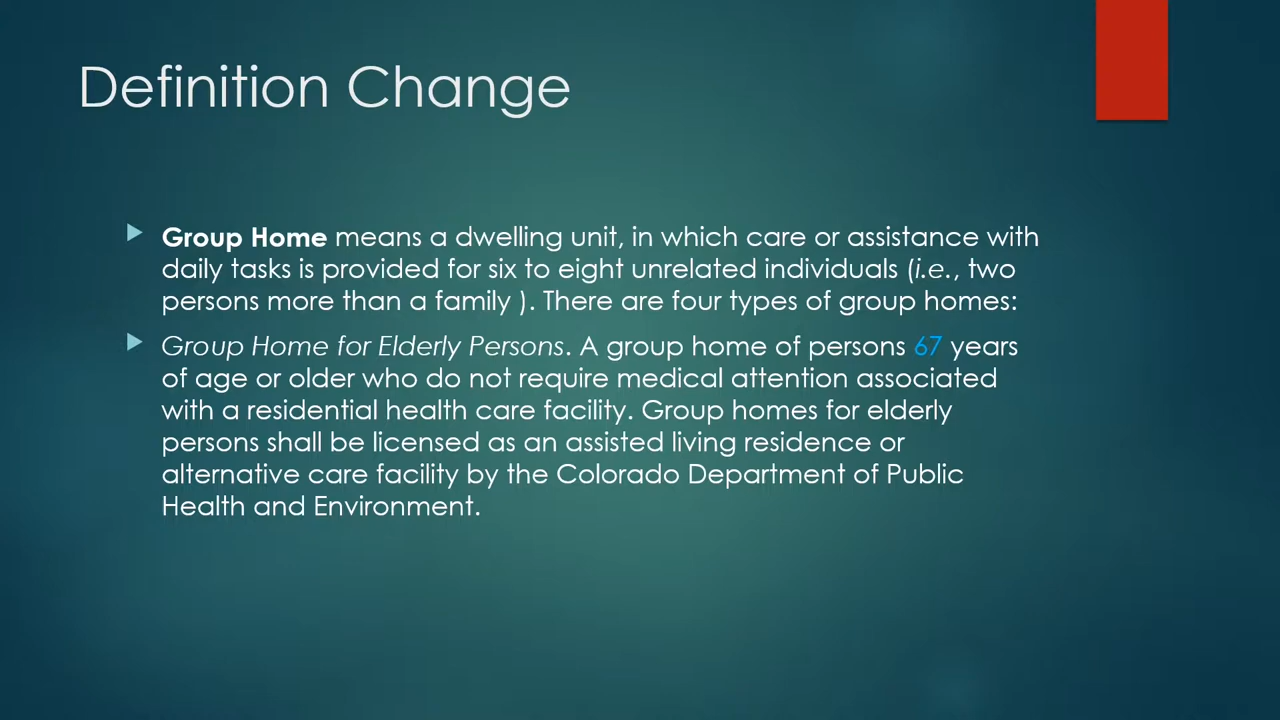 Definition Change
Group Home means a dwelling unit, in which care or assistance with
daily tasks is provided for six to eight unrelated individuals (i.e., two
persons more than a family ). There are four types of group homes:
Group Home for Elderly Persons. A group home of persons 67 years
of age or older who do not require medical attention associated
with a residential health care facility. Group homes for elderly
persons shall be licensed as an assisted living residence or
alternative care facility by the Colorado Department of Public
Health and Environment.